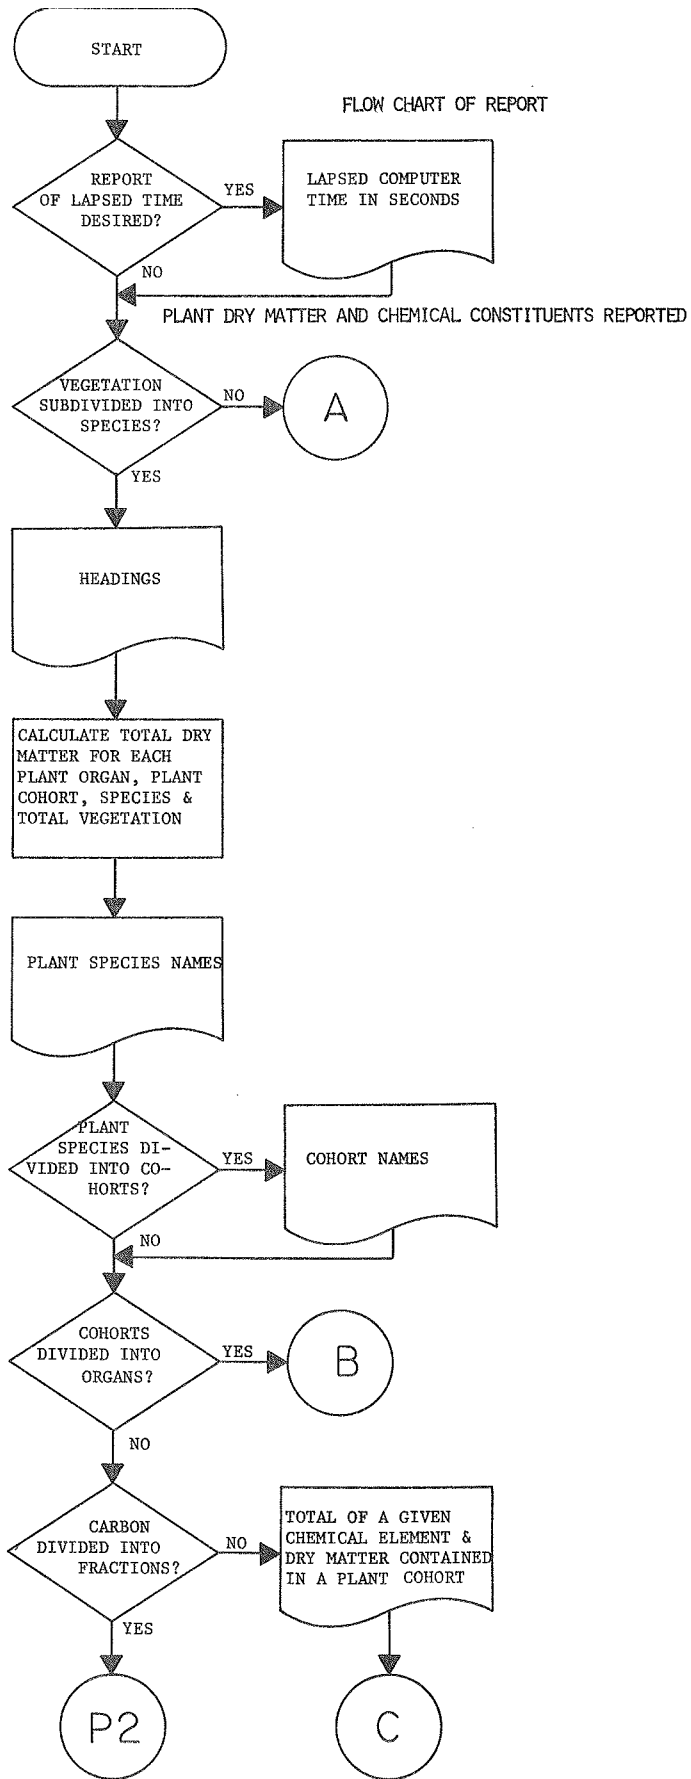 START
FLOW CHART OF REPORT
REPORT
OF LAPSED TIME
DESIRED?
YES
LAPSED COMPUTER
TIME IN SECONDS
NO
PLANT DRY MATTER AND CHEMICAL CONSTITUENTS REPORTED
VEGETATION
SUBDIVIDED INTO
SPECIES?
NO
A
YES
HEADINGS
CALCULATE TOTAL DRY
MATTER FOR EACH
PLANT ORGAN, PLANT
COHORT, SPECIES &
TOTAL VEGETATION
PLANT SPECIES NAMES
PLANT
SPECIES DI-
VIDED INTO CO-
HORTS?
YES
COHORT NAMES
NO
COHORTS
DIVIDED INTO
ORGANS?
YES
B
NO
CARBON
DIVIDED INTO
FRACTIONS?
NO
TOTAL OF A GIVEN
CHEMICAL ELEMENT &
DRY MATTER CONTAINED
IN A PLANT COHORT
YES
P2
C